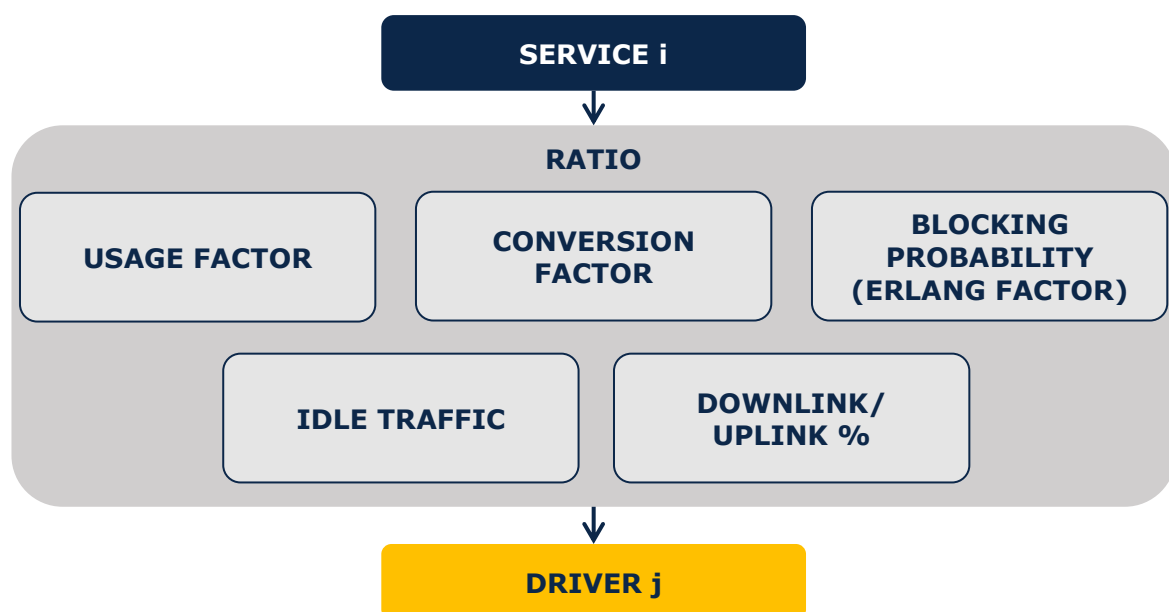 SERVICE i
RATIO
USAGE FACTOR
CONVERSION
FACTOR
BLOCKING
PROBABILITY
(ERLANG FACTOR)
IDLE TRAFFIC
DOWNLINK/
UPLINK %
DRIVER j